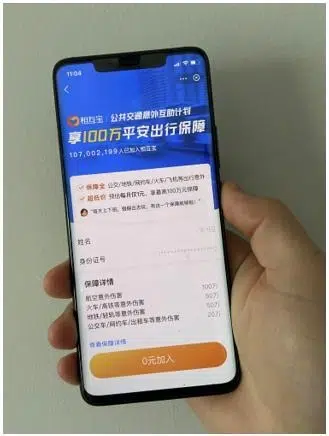 11:04
相互宝 公共交通意外互助计划
享100万平安出行保障
107,002,199人已加入相互宝
保障全 公交/地铁/网约车/火车/飞机等出行意外
超低价 预估每月仅1元，享最高100万元保障
姓名
身份证号
保障详情
航空意外伤害 100万
火车/高铁等意外伤害 50万
地铁/轻轨等意外伤害 50万
公交车/网约车/出租车等意外伤害 20万
查看保障详情
0元加入